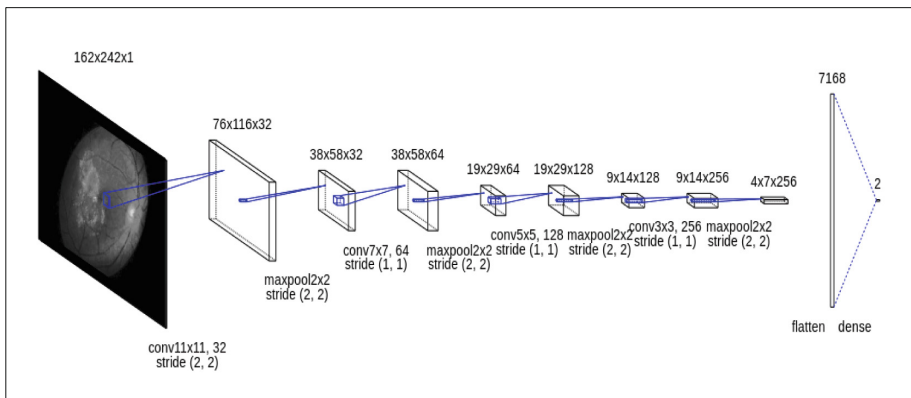 162x242x1
conv11x11, 32
stride (2, 2)
76x116x32
maxpool2x2
stride (2, 2)
38x58x32
conv7x7, 64
stride (1, 1)
38x58x64
maxpool2x2
stride (2, 2)
19x29x64
conv5x5, 128
stride (1, 1)
19x29x128
maxpool2x2
stride (2, 2)
9x14x128
conv3x3, 256
stride (1, 1)
9x14x256
maxpool2x2
stride (2, 2)
4x7x256
7168
flatten
dense
2